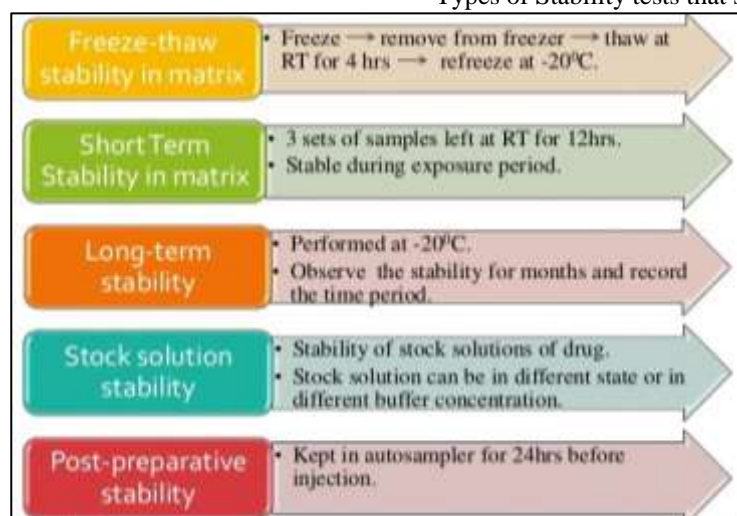 Types of Stability tests that
Freeze-thaw
stability in matrix
• Freeze → remove from freezer → thaw at
RT for 4 hrs → refreeze at -20⁰C.
Short Term
Stability in matrix
• 3 sets of samples left at RT for 12hrs.
• Stable during exposure period.
Long-term
stability
• Performed at -20⁰C.
• Observe the stability for months and record
the time period.
Stock solution
stability
• Stability of stock solutions of drug.
• Stock solution can be in different state or in
different buffer concentration.
Post-preparative
stability
• Kept in autosampler for 24hrs before
injection.